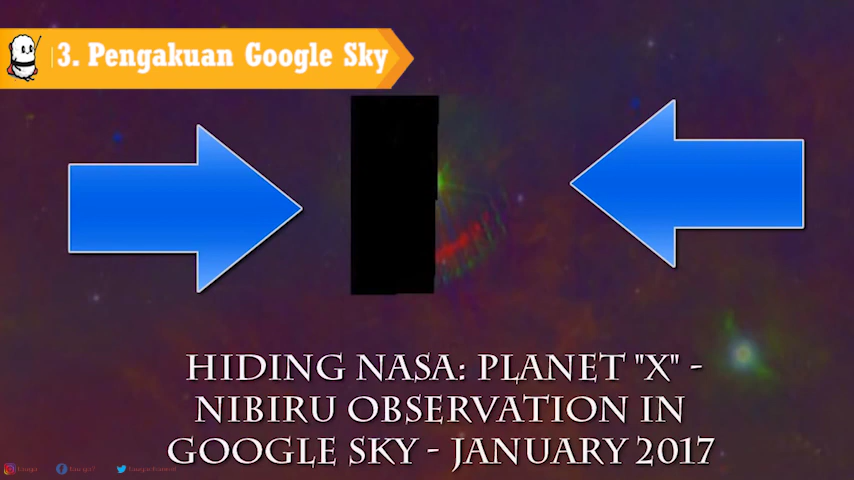 3. Pengakuan Google Sky
HIDING NASA: PLANET "X" -
NIBIRU OBSERVATION IN
GOOGLE SKY - JANUARY 2017